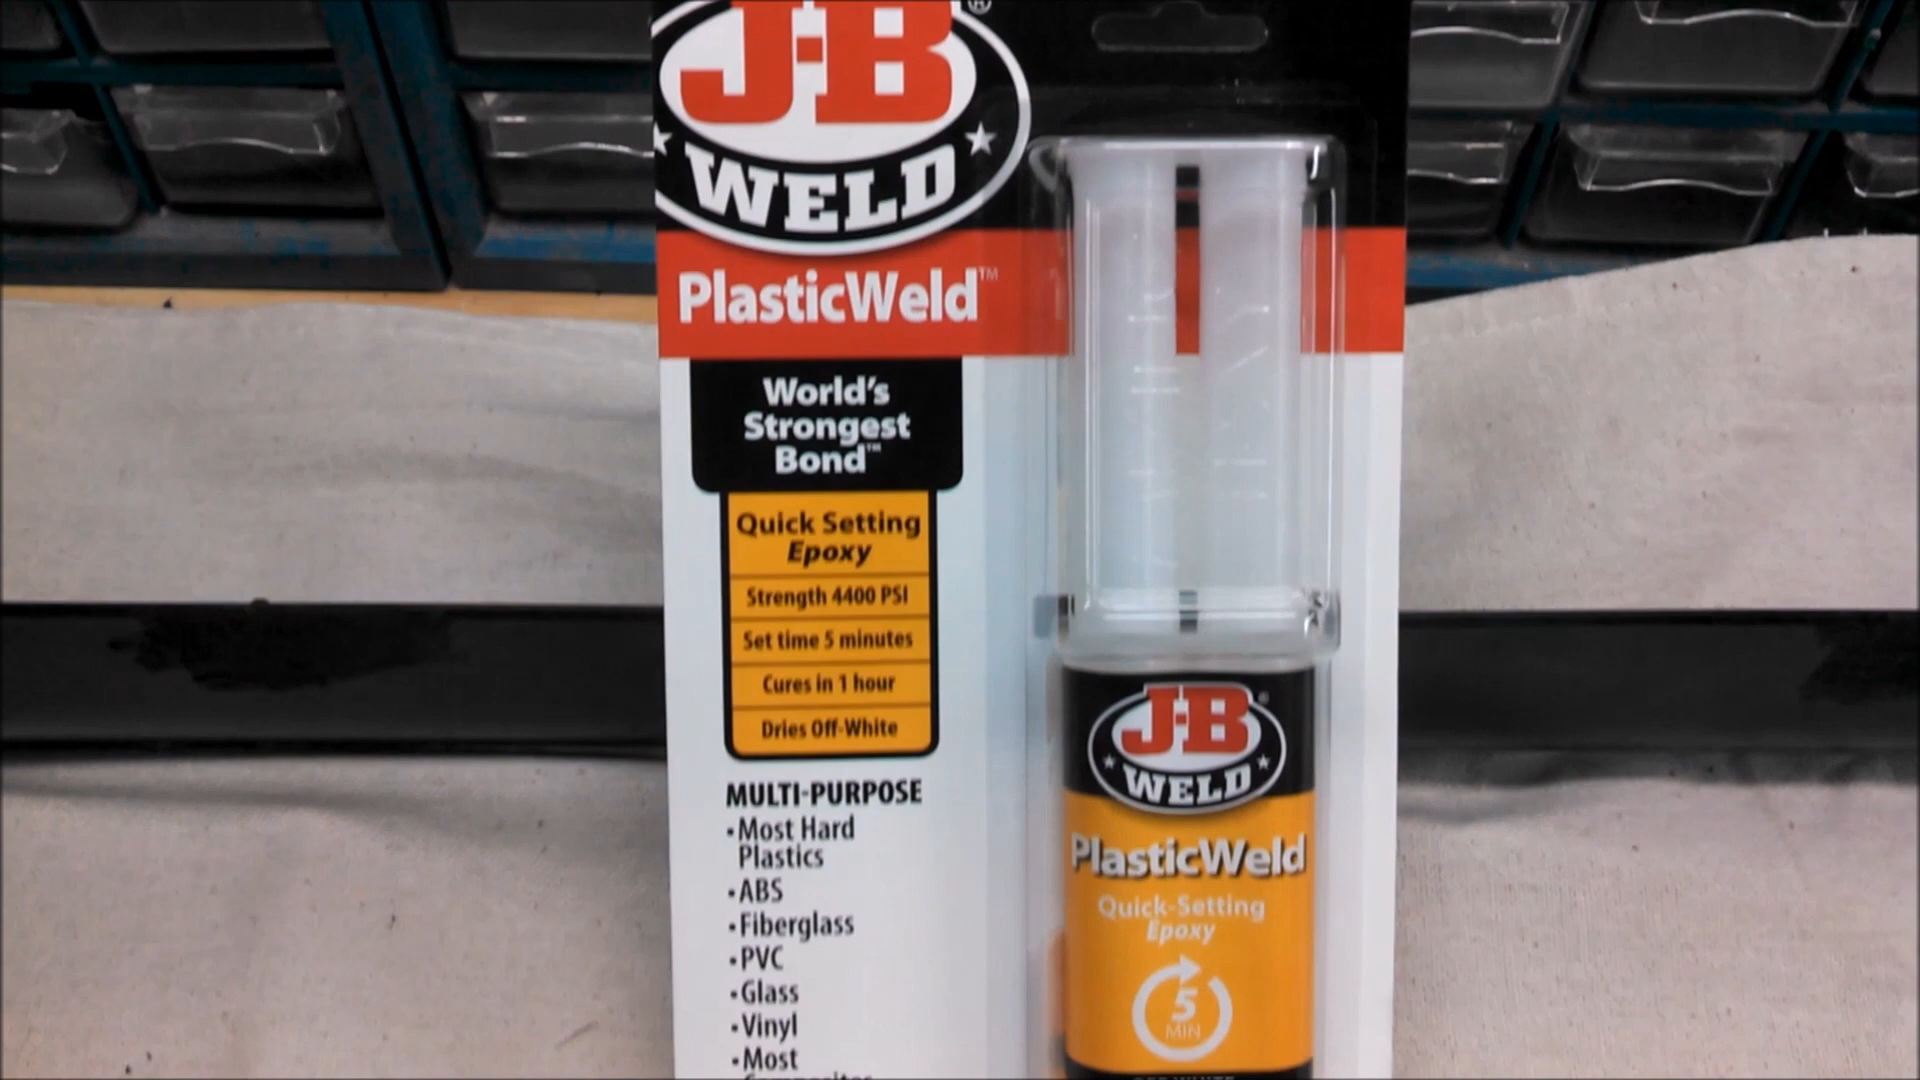 J-B®
WELD
PlasticWeld™
World's
Strongest
Bond™
Quick Setting
Epoxy
Strength 4400 PSI
Set time 5 minutes
Cures in 1 hour
Dries Off-White
MULTI-PURPOSE
•Most Hard
Plastics
•ABS
•Fiberglass
•PVC
•Glass
•Vinyl
•Most
J-B®
WELD
PlasticWeld
Quick-Setting
Epoxy
5
MIN